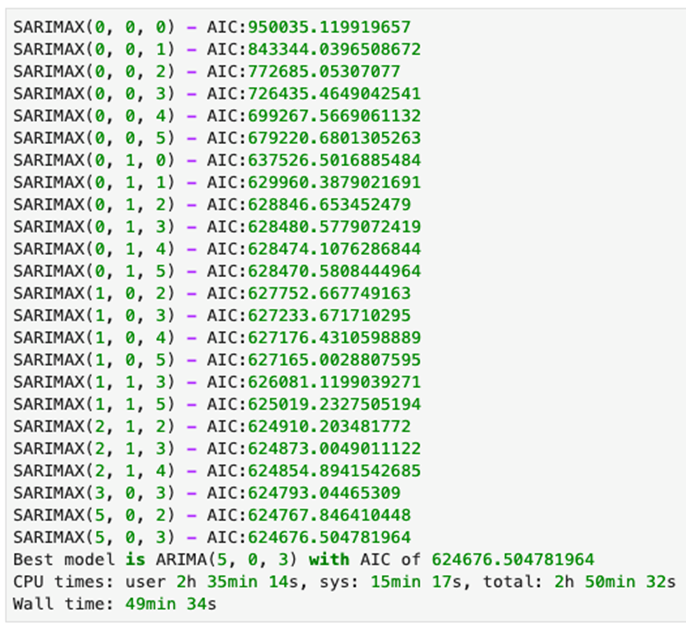 SARIMAX(0, 0, 0) - AIC:950035.119919657
SARIMAX(0, 0, 1) - AIC:843344.0396508672
SARIMAX(0, 0, 2) - AIC:772685.05307077
SARIMAX(0, 0, 3) - AIC:726435.4649042541
SARIMAX(0, 0, 4) - AIC:699267.5669061132
SARIMAX(0, 0, 5) - AIC:679220.6801305263
SARIMAX(0, 1, 0) - AIC:637526.5016885484
SARIMAX(0, 1, 1) - AIC:629960.3879021691
SARIMAX(0, 1, 2) - AIC:628846.653452479
SARIMAX(0, 1, 3) - AIC:628480.5779072419
SARIMAX(0, 1, 4) - AIC:628474.1076286844
SARIMAX(0, 1, 5) - AIC:628470.5808444964
SARIMAX(1, 0, 2) - AIC:627752.667749163
SARIMAX(1, 0, 3) - AIC:627233.671710295
SARIMAX(1, 0, 4) - AIC:627176.4310598889
SARIMAX(1, 0, 5) - AIC:627165.0028807595
SARIMAX(1, 1, 3) - AIC:626081.1199039271
SARIMAX(1, 1, 5) - AIC:625019.2327505194
SARIMAX(2, 1, 2) - AIC:624910.203481772
SARIMAX(2, 1, 3) - AIC:624873.0049011122
SARIMAX(2, 1, 4) - AIC:624854.8941542685
SARIMAX(3, 0, 3) - AIC:624793.04465309
SARIMAX(5, 0, 2) - AIC:624767.846410448
SARIMAX(5, 0, 3) - AIC:624676.504781964
Best model is ARIMA(5, 0, 3) with AIC of 624676.504781964
CPU times: user 2h 35min 14s, sys: 15min 17s, total: 2h 50min 32s
Wall time: 49min 34s